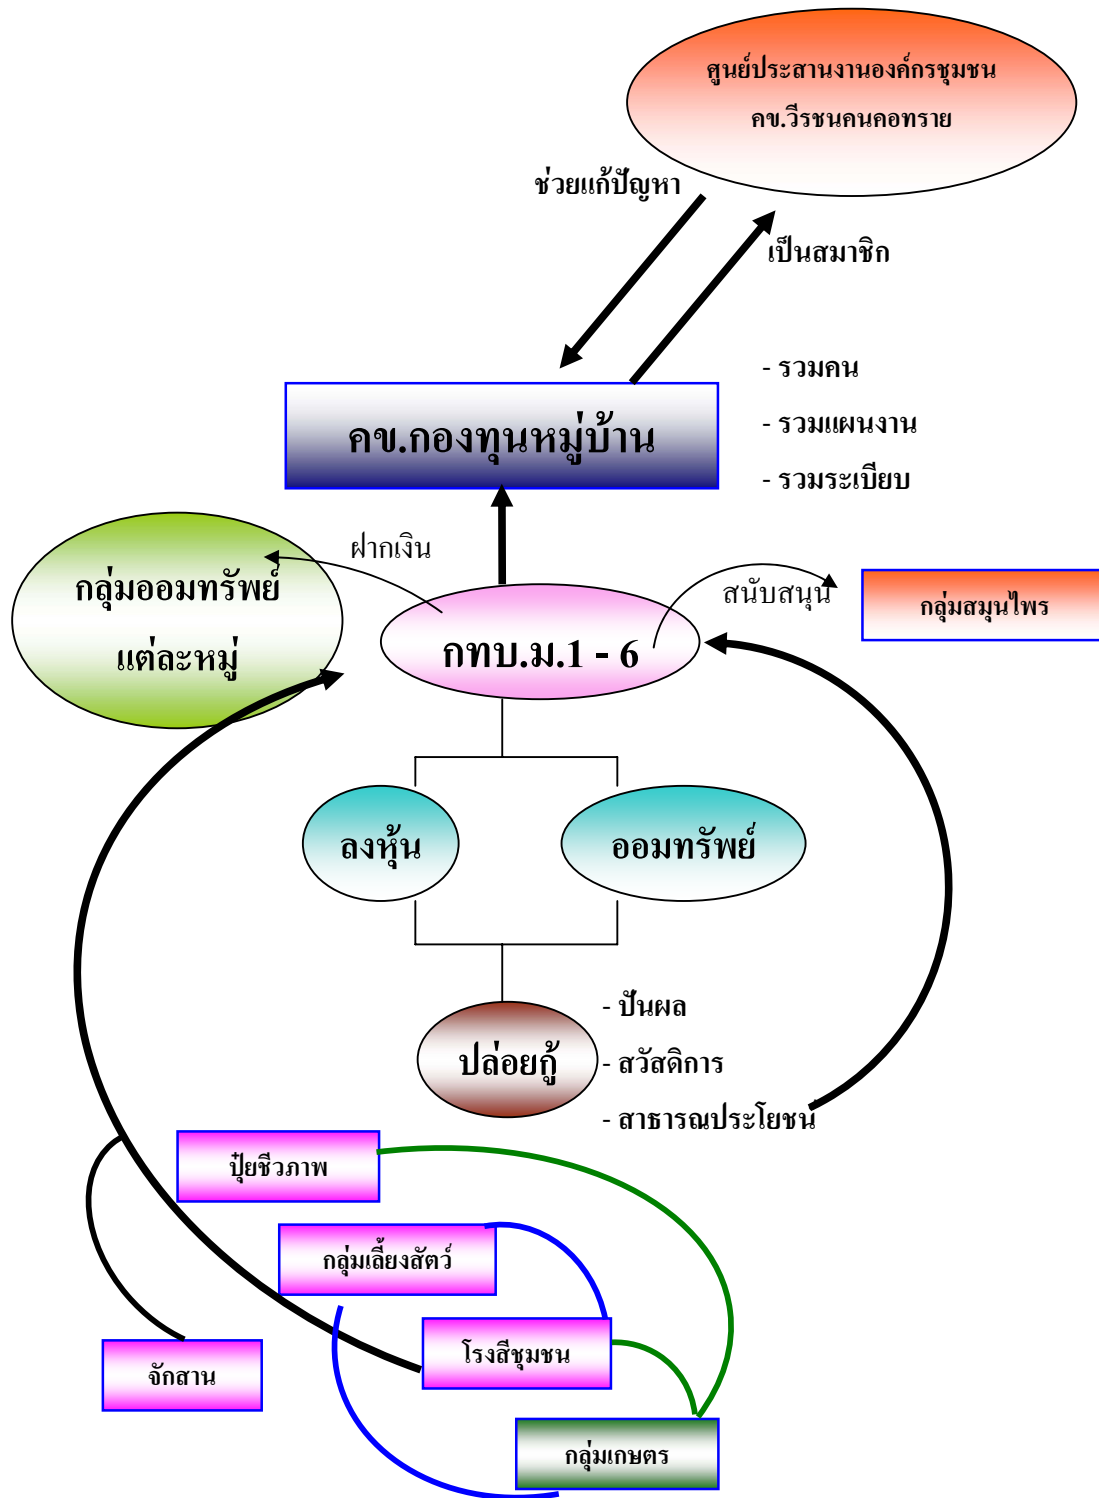 ศูนย์ประสานงานองค์กรชุมชน
คข.วีรชนคนคอทราย
ช่วยแก้ปัญหา
เป็นสมาชิก
- รวมคน
- รวมแผนงาน
- รวมระเบียบ
คข.กองทุนหมู่บ้าน
ฝากเงิน
กลุ่มออมทรัพย์
แต่ละหมู่
สนับสนุน
กลุ่มสมุนไพร
กทบ.ม.1 - 6
ลงหุ้น
ออมทรัพย์
ปล่อยกู้
- ปันผล
- สวัสดิการ
- สาธารณประโยชน์
ปุ๋ยชีวภาพ
กลุ่มเลี้ยงสัตว์
โรงสีชุมชน
จักสาน
กลุ่มเกษตร